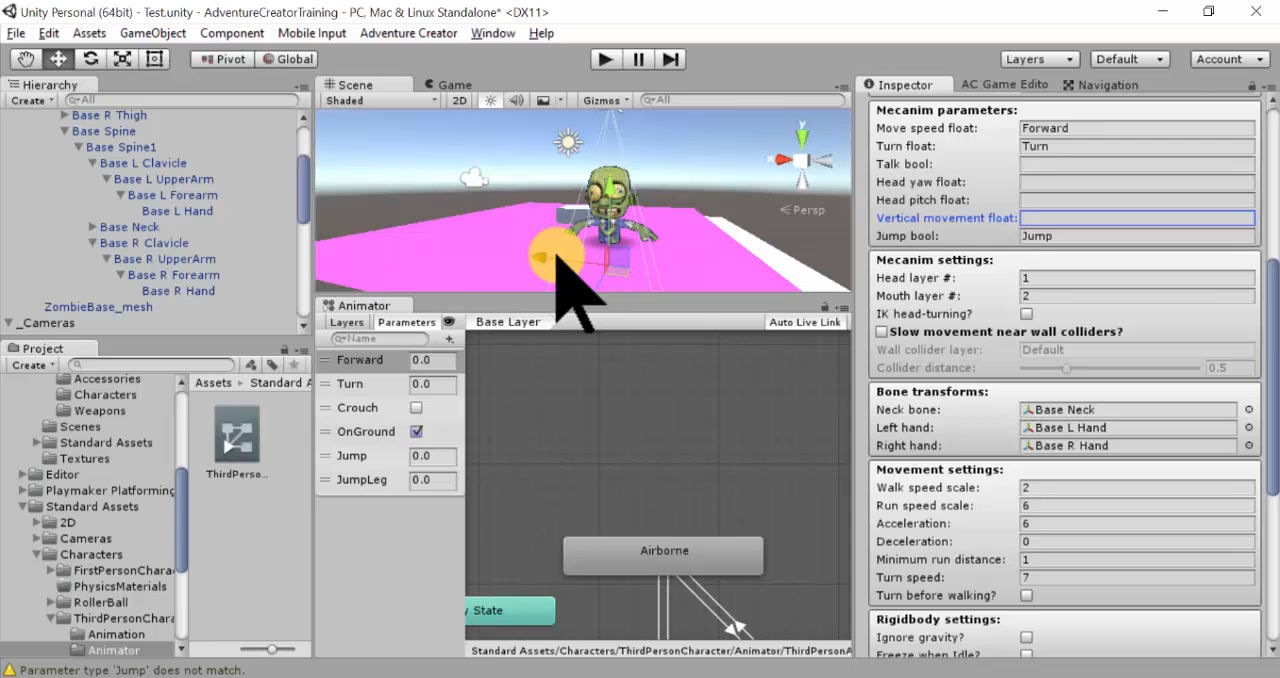 Unity Personal (64bit) - Test.unity - AdventureCreatorTraining - PC, Mac & Linux Standalone* <DX11>
File Edit Assets GameObject Component Mobile Input Adventure Creator Window Help
Pivot Global Layers Default Account
Hierarchy
Create All
Base R Thigh
Base Spine
Base Spine1
Base L Clavicle
Base L UpperArm
Base L Forearm
Base L Hand
Base Neck
Base R Clavicle
Base R UpperArm
Base R Forearm
Base R Hand
ZombieBase_mesh
_Cameras
Project
Create
Accessories
Characters
Weapons
Scenes
Standard Assets
Textures
Editor
Playmaker Platforming
Standard Assets
2D
Cameras
Characters
FirstPersonChara
PhysicsMaterials
RollerBall
ThirdPersonChara
Animation
Animator
Assets Standard A
ThirdPerso...
Scene Game
Shaded 2D Gizmos All
y
x
Persp
Animator
Layers Parameters Base Layer Auto Live Link
Name
Forward 0.0
Turn 0.0
Crouch
OnGround
Jump 0.0
JumpLeg 0.0
Airborne
y State
Standard Assets/Characters/ThirdPersonCharacter/Animator/ThirdPersonA
Inspector AC Game Edito Navigation
Mecanim parameters:
Move speed float: Forward
Turn float: Turn
Talk bool:
Head yaw float:
Head pitch float:
Vertical movement float:
Jump bool: Jump
Mecanim settings:
Head layer #: 1
Mouth layer #: 2
IK head-turning?
Slow movement near wall colliders?
Wall collider layer: Default
Collider distance: 0.5
Bone transforms:
Neck bone: Base Neck
Left hand: Base L Hand
Right hand: Base R Hand
Movement settings:
Walk speed scale: 2
Run speed scale: 6
Acceleration: 6
Deceleration: 0
Minimum run distance: 1
Turn speed: 7
Turn before walking?
Rigidbody settings:
Ignore gravity?
Freeze when Idle?
Parameter type 'Jump' does not match.